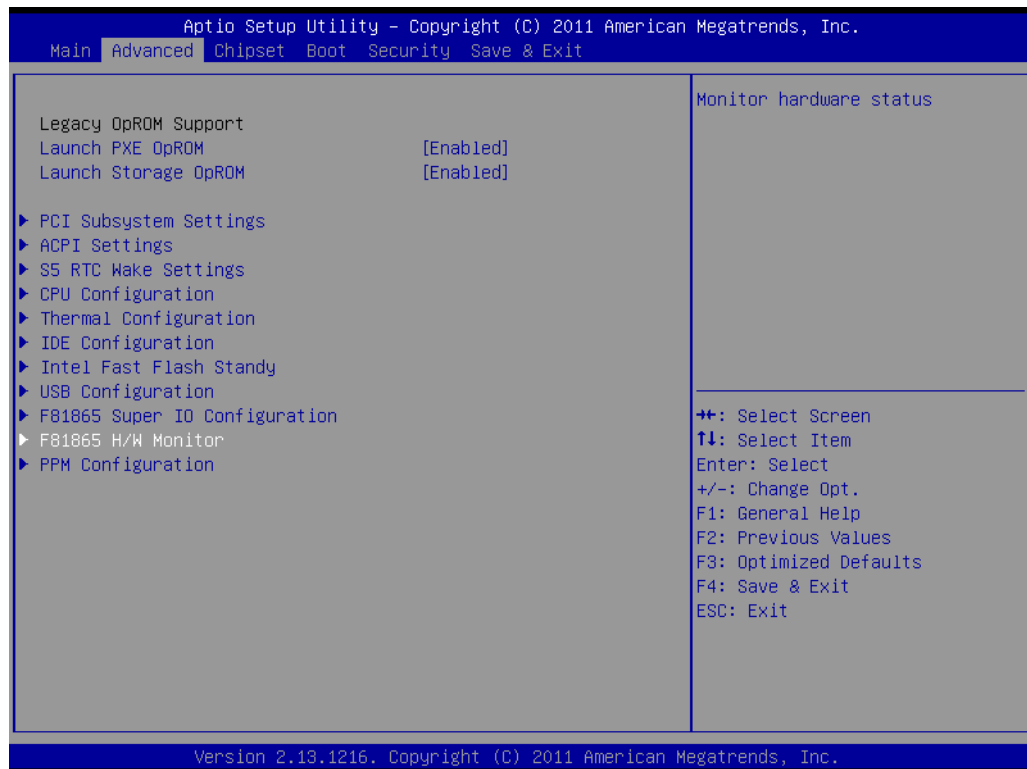 Aptio Setup Utility – Copyright (C) 2011 American Megatrends, Inc.
Main Advanced Chipset Boot Security Save & Exit
Legacy OpROM Support
Launch PXE OpROM [Enabled]
Launch Storage OpROM [Enabled]
▶ PCI Subsystem Settings
▶ ACPI Settings
▶ S5 RTC Wake Settings
▶ CPU Configuration
▶ Thermal Configuration
▶ IDE Configuration
▶ Intel Fast Flash Standy
▶ USB Configuration
▶ F81865 Super IO Configuration
▶ F81865 H/W Monitor
▶ PPM Configuration
Monitor hardware status
→←: Select Screen
↑↓: Select Item
Enter: Select
+/-: Change Opt.
F1: General Help
F2: Previous Values
F3: Optimized Defaults
F4: Save & Exit
ESC: Exit
Version 2.13.1216. Copyright (C) 2011 American Megatrends, Inc.